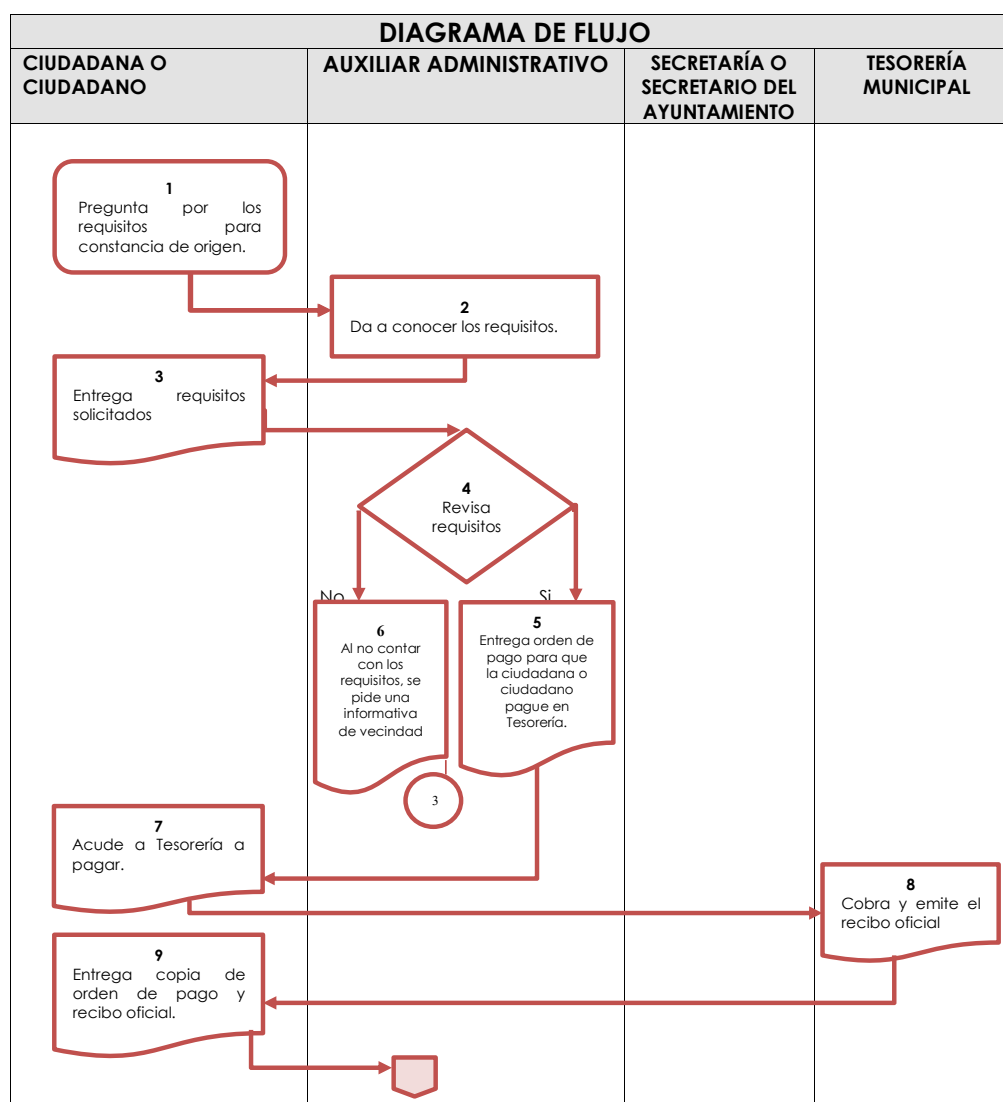 DIAGRAMA DE FLUJO
CIUDADANA O
CIUDADANO
AUXILIAR ADMINISTRATIVO
SECRETARÍA O
SECRETARIO DEL
AYUNTAMIENTO
TESORERÍA
MUNICIPAL
1
Pregunta por los
requisitos para
constancia de origen.
2
Da a conocer los requisitos.
3
Entrega requisitos
solicitados
4
Revisa
requisitos
No
Si
6
Al no contar
con los
requisitos, se
pide una
informativa
de vecindad
5
Entrega orden de
pago para que
la ciudadana o
ciudadano
pague en
Tesorería.
3
7
Acude a Tesorería a
pagar.
8
Cobra y emite el
recibo oficial
9
Entrega copia de
orden de pago y
recibo oficial.